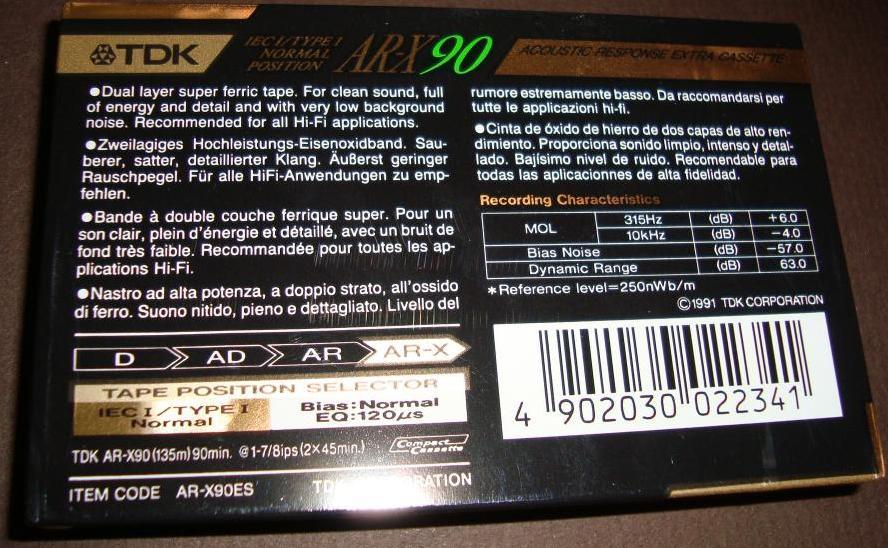 TDK
IEC I/TYPE I
NORMAL
POSITION
AR-X 90
ACOUSTIC RESPONSE EXTRA CASSETTE
●Dual layer super ferric tape. For clean sound, full
of energy and detail and with very low background
noise. Recommended for all Hi-Fi applications.
●Zweilagiges Hochleistungs-Eisenoxidband. Sau-
berer, satter, detaillierter Klang. Äußerst geringer
Rauschpegel. Für alle HiFi-Anwendungen zu emp-
fehlen.
●Bande à double couche ferrique super. Pour un
son clair, plein d'énergie et détaillé, avec un bruit de
fond très faible. Recommandée pour toutes les ap-
plications Hi-Fi.
●Nastro ad alta potenza, a doppio strato, all'ossido
di ferro. Suono nitido, pieno e dettagliato. Livello del
rumore estremamente basso. Da raccomandarsi per
tutte le applicazioni hi-fi.
●Cinta de óxido de hierro de dos capas de alto ren-
dimiento. Proporciona sonido limpio, intenso y detal-
lado. Bajísimo nivel de ruido. Recomendable para
todas las aplicacionnes de alta fidelidad.
Recording Characteristics
MOL 315Hz (dB) +6.0
10kHz (dB) -4.0
Bias Noise (dB) -57.0
Dynamic Range (dB) 63.0
*Reference level=250nWb/m
©1991 TDK CORPORATION
D AD AR AR-X
TAPE POSITION SELECTOR
IEC I/TYPE I
Normal
Bias:Normal
EQ:120μs
TDK AR-X90 (135m) 90min. @1-7/8ips (2×45min.)
Compact
Cassette
ITEM CODE AR-X90ES
4 902030 022341